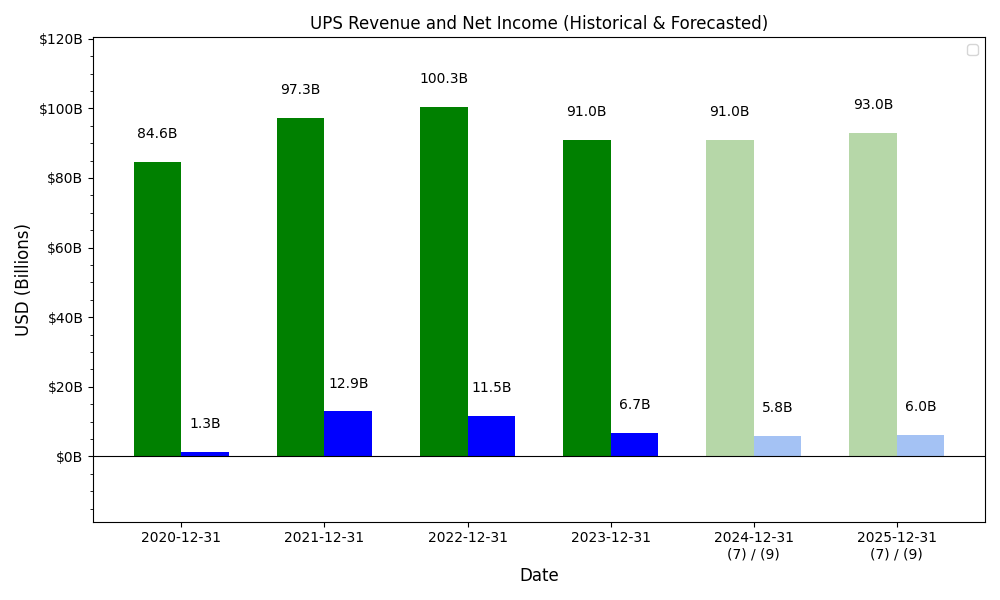 UPS Revenue and Net Income (Historical & Forecasted)
$120B
$100B
$80B
$60B
$40B
$20B
$0B
USD (Billions)
84.6B
1.3B
97.3B
12.9B
100.3B
11.5B
91.0B
6.7B
91.0B
5.8B
93.0B
6.0B
2020-12-31
2021-12-31
2022-12-31
2023-12-31
2024-12-31
(7) / (9)
2025-12-31
(7) / (9)
Date